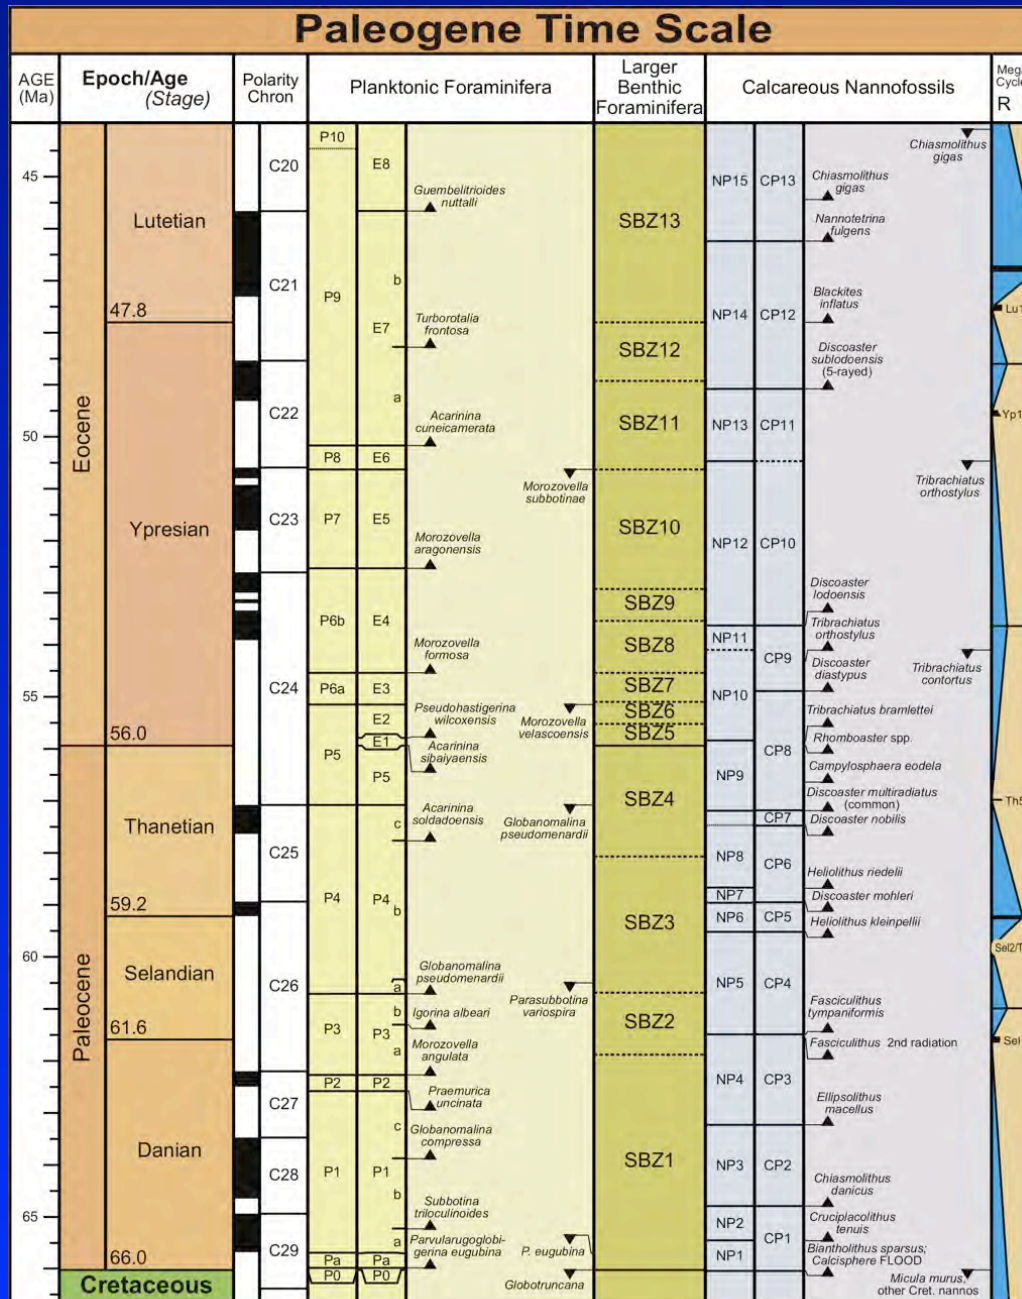 Paleogene Time Scale
AGE
(Ma)
Epoch/Age
(Stage)
Polarity
Chron
Planktonic Foraminifera
Larger
Benthic
Foraminifera
Calcareous Nannofossils
R
45
50
55
60
65
Eocene
Paleocene
Lutetian
47.8
Ypresian
56.0
Thanetian
59.2
Selandian
61.6
Danian
66.0
Cretaceous
C20
C21
C22
C23
C24
C25
C26
C27
C28
C29
P10
P9
P8
P7
P6b
P6a
P5
P4
P3
P2
P1
Pa
P0
E8
b
E7
a
E6
E5
E4
E3
E2
E1
P5
c
P4
b
a
b
P3
a
P2
c
P1
b
a
Pa
P0
Guembelitrioides
nuttalli
Turborotalia
frontosa
Acarinina
cuneicamerata
Morozovella
subbotinae
Morozovella
aragonensis
Morozovella
formosa
Pseudohastigerina
wilcoxensis
Morozovella
velascoensis
Acarinina
sibaiyaensis
Acarinina
soldadoensis
Globanomalina
pseudomenardii
Globanomalina
pseudomenardii
Parasubbotina
variospira
Igorina albeari
Morozovella
angulata
Praemurica
uncinata
Globanomalina
compressa
Subbotina
triloculinoides
Parvularugoglobi-
gerina eugubina
P. eugubina
Globotruncana
SBZ13
SBZ12
SBZ11
SBZ10
SBZ9
SBZ8
SBZ7
SBZ6
SBZ5
SBZ4
SBZ3
SBZ2
SBZ1
NP15
NP14
NP13
NP12
NP11
NP10
NP9
NP8
NP7
NP6
NP5
NP4
NP3
NP2
NP1
CP13
CP12
CP11
CP10
CP9
CP8
CP7
CP6
CP5
CP4
CP3
CP2
CP1
Chiasmolithus
gigas
Chiasmolithus
gigas
Nannotetrina
fulgens
Blackites
inflatus
Discoaster
sublodoensis
(5-rayed)
Tribrachiatus
orthostylus
Discoaster
lodoensis
Tribrachiatus
orthostylus
Tribrachiatus
contortus
Discoaster
diastypus
Tribrachiatus bramlettei
Rhomboaster spp.
Campylosphaera eodela
Discoaster multiradiatus
(common)
Discoaster nobilis
Heliolithus riedelii
Discoaster mohleri
Heliolithus kleinpellii
Fasciculithus
tympaniformis
Fasciculithus 2nd radiation
Ellipsolithus
macellus
Chiasmolithus
danicus
Cruciplacolithus
tenuis
Biantholithus sparsus;
Calcisphere FLOOD
Micula murus,
other Cret. nannos